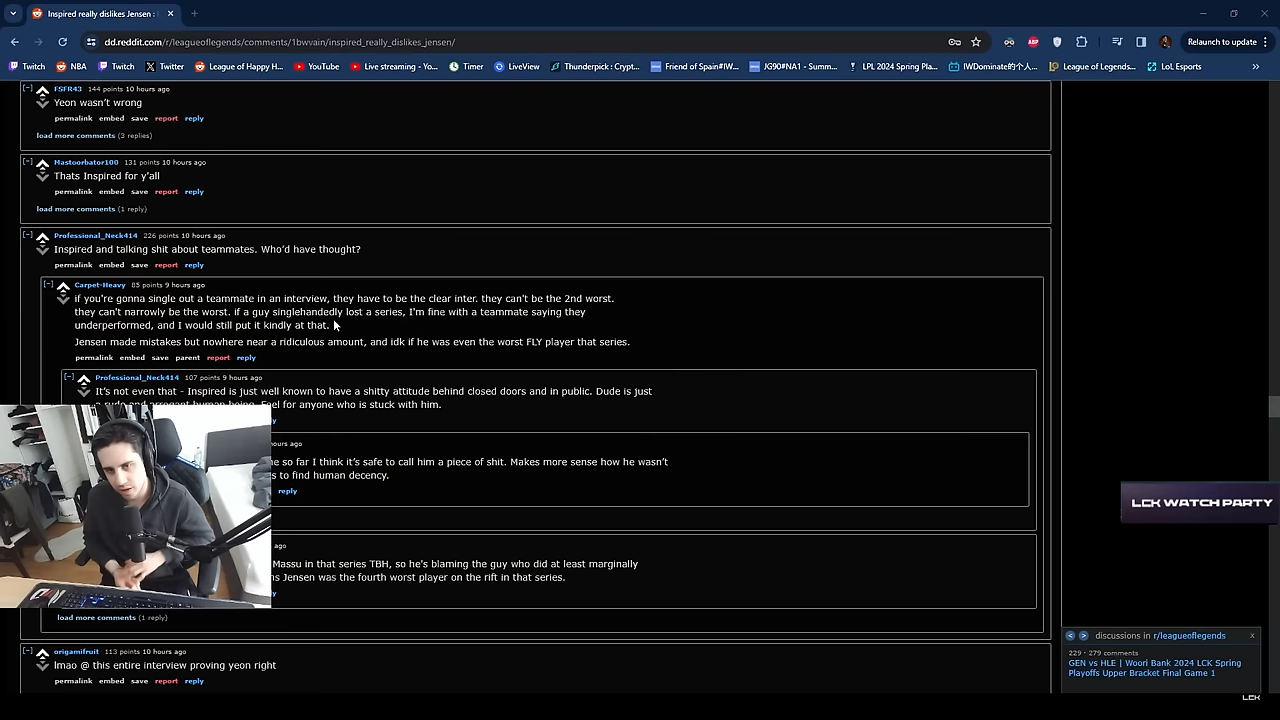 Inspired really dislikes Jensen :
dd.reddit.com/r/leagueoflegends/comments/1bwvain/inspired_really_dislikes_jensen/
Relaunch to update
Twitch NBA Twitch Twitter League of Happy H... YouTube Live streaming - Yo... Timer LiveView Thunderpick : Crypt... Friend of Spain#IW... JG90#NA1 - Summ... LPL 2024 Spring Pla... IWDominate的个人... League of Legends... LoL Esports
[-] FSFR43 144 points 10 hours ago
Yeon wasn't wrong
permalink embed save report reply
load more comments (3 replies)
[-] Mastoorbator100 131 points 10 hours ago
Thats Inspired for y'all
permalink embed save report reply
load more comments (1 reply)
[-] Professional_Neck414 226 points 10 hours ago
Inspired and talking shit about teammates. Who'd have thought?
permalink embed save report reply
[-] Carpet-Heavy 85 points 9 hours ago
if you're gonna single out a teammate in an interview, they have to be the clear inter. they can't be the 2nd worst.
they can't narrowly be the worst. if a guy singlehandedly lost a series, I'm fine with a teammate saying they
underperformed, and I would still put it kindly at that.
Jensen made mistakes but nowhere near a ridiculous amount, and idk if he was even the worst FLY player that series.
permalink embed save parent report reply
[-] Professional_Neck414 107 points 9 hours ago
It's not even that - Inspired is just well known to have a shitty attitude behind closed doors and in public. Dude is just
a rude and arrogant human being. Feel for anyone who is stuck with him.
hours ago
so far I think it's safe to call him a piece of shit. Makes more sense how he wasn't
to find human decency.
reply
ago
Massu in that series TBH, so he's blaming the guy who did at least marginally
Jensen was the fourth worst player on the rift in that series.
load more comments (1 reply)
[-] origamifruit 113 points 10 hours ago
lmao @ this entire interview proving yeon right
permalink embed save report reply
LCK WATCH PARTY
discussions in r/leagueoflegends X
229 · 279 comments
GEN vs HLE | Woori Bank 2024 LCK Spring
Playoffs Upper Bracket Final Game 1
LCK